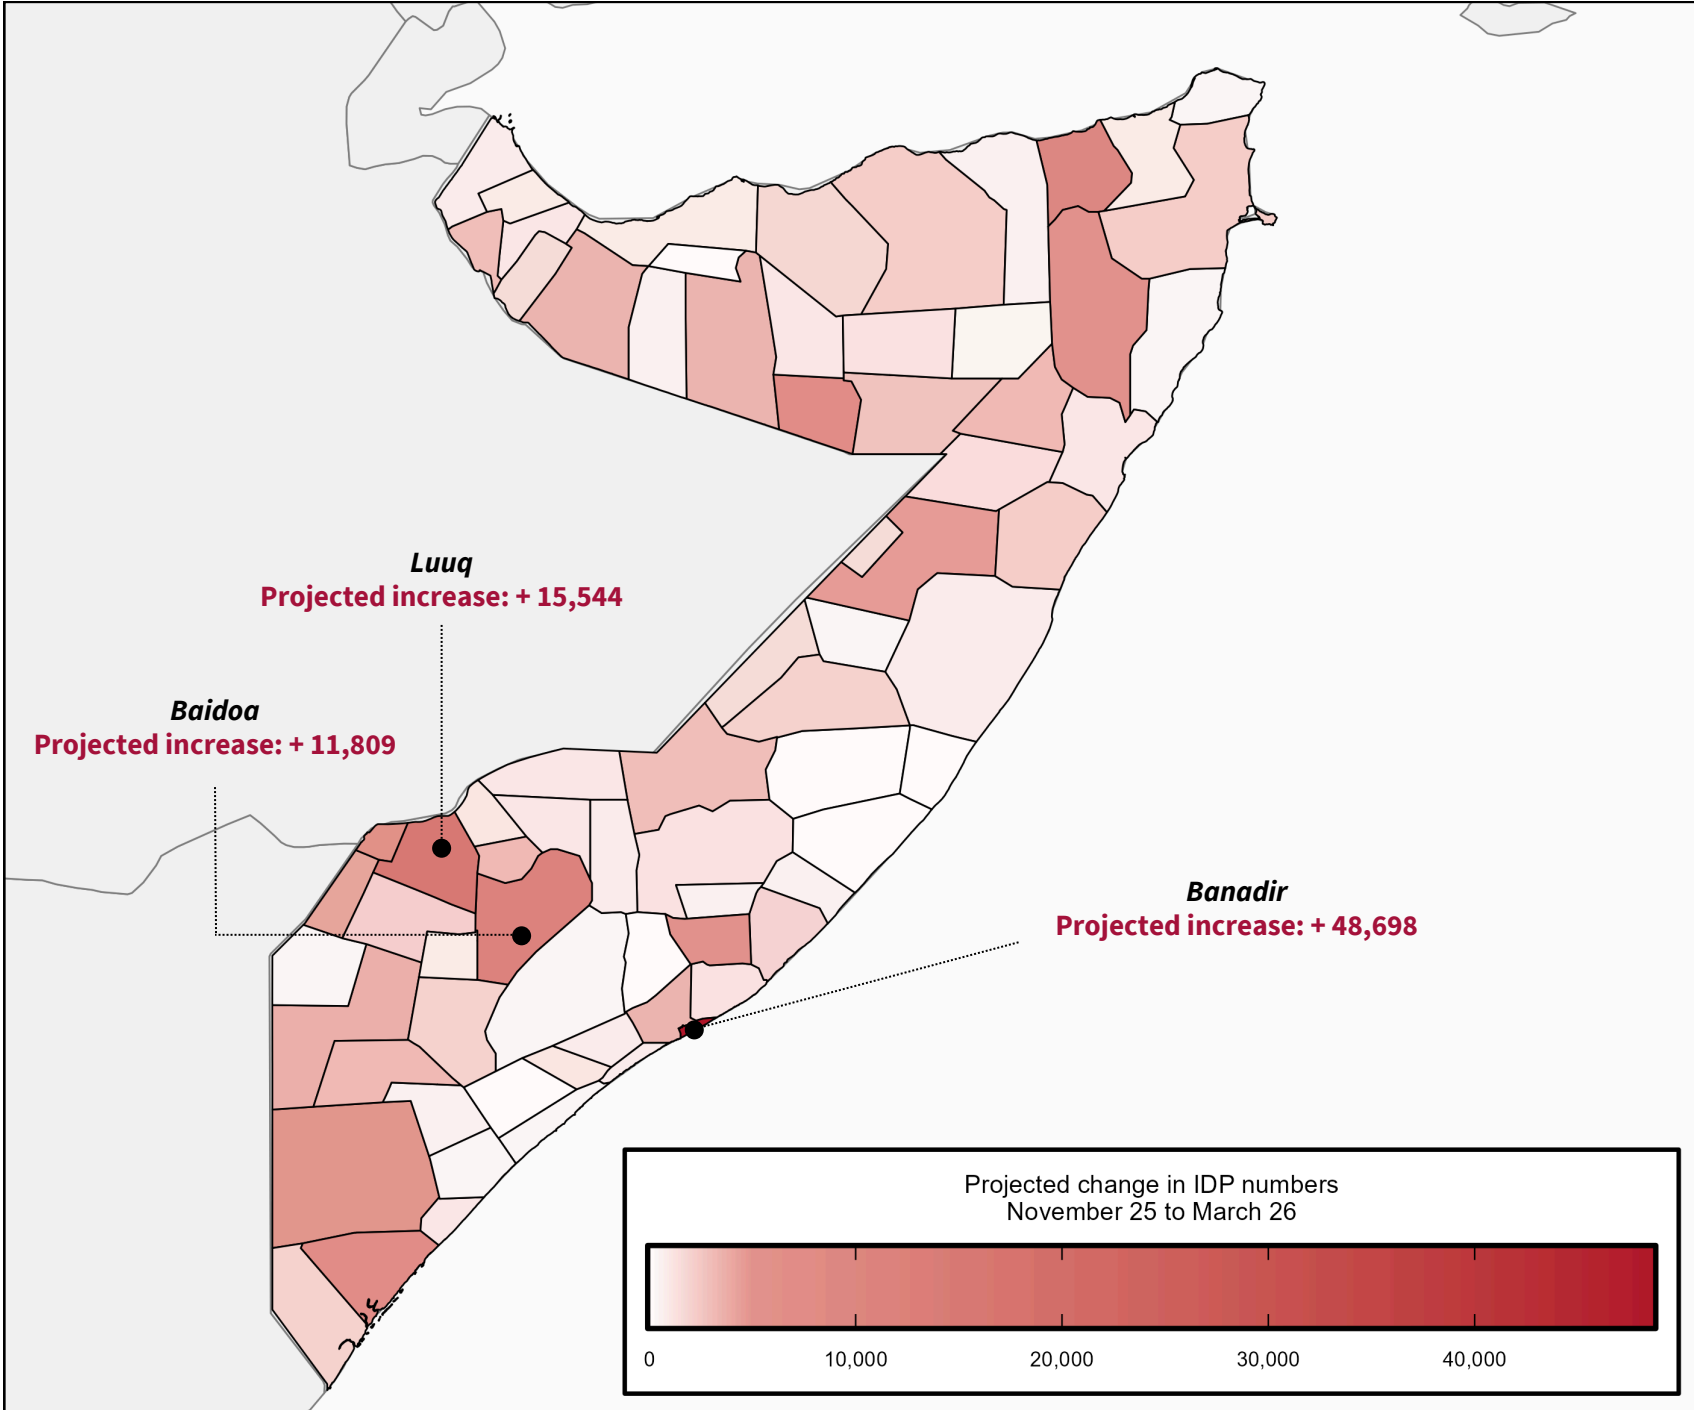 Luuq
Projected increase: + 15,544
Baidoa
Projected increase: + 11,809
Banadir
Projected increase: + 48,698
Projected change in IDP numbers
November 25 to March 26
0 10,000 20,000 30,000 40,000